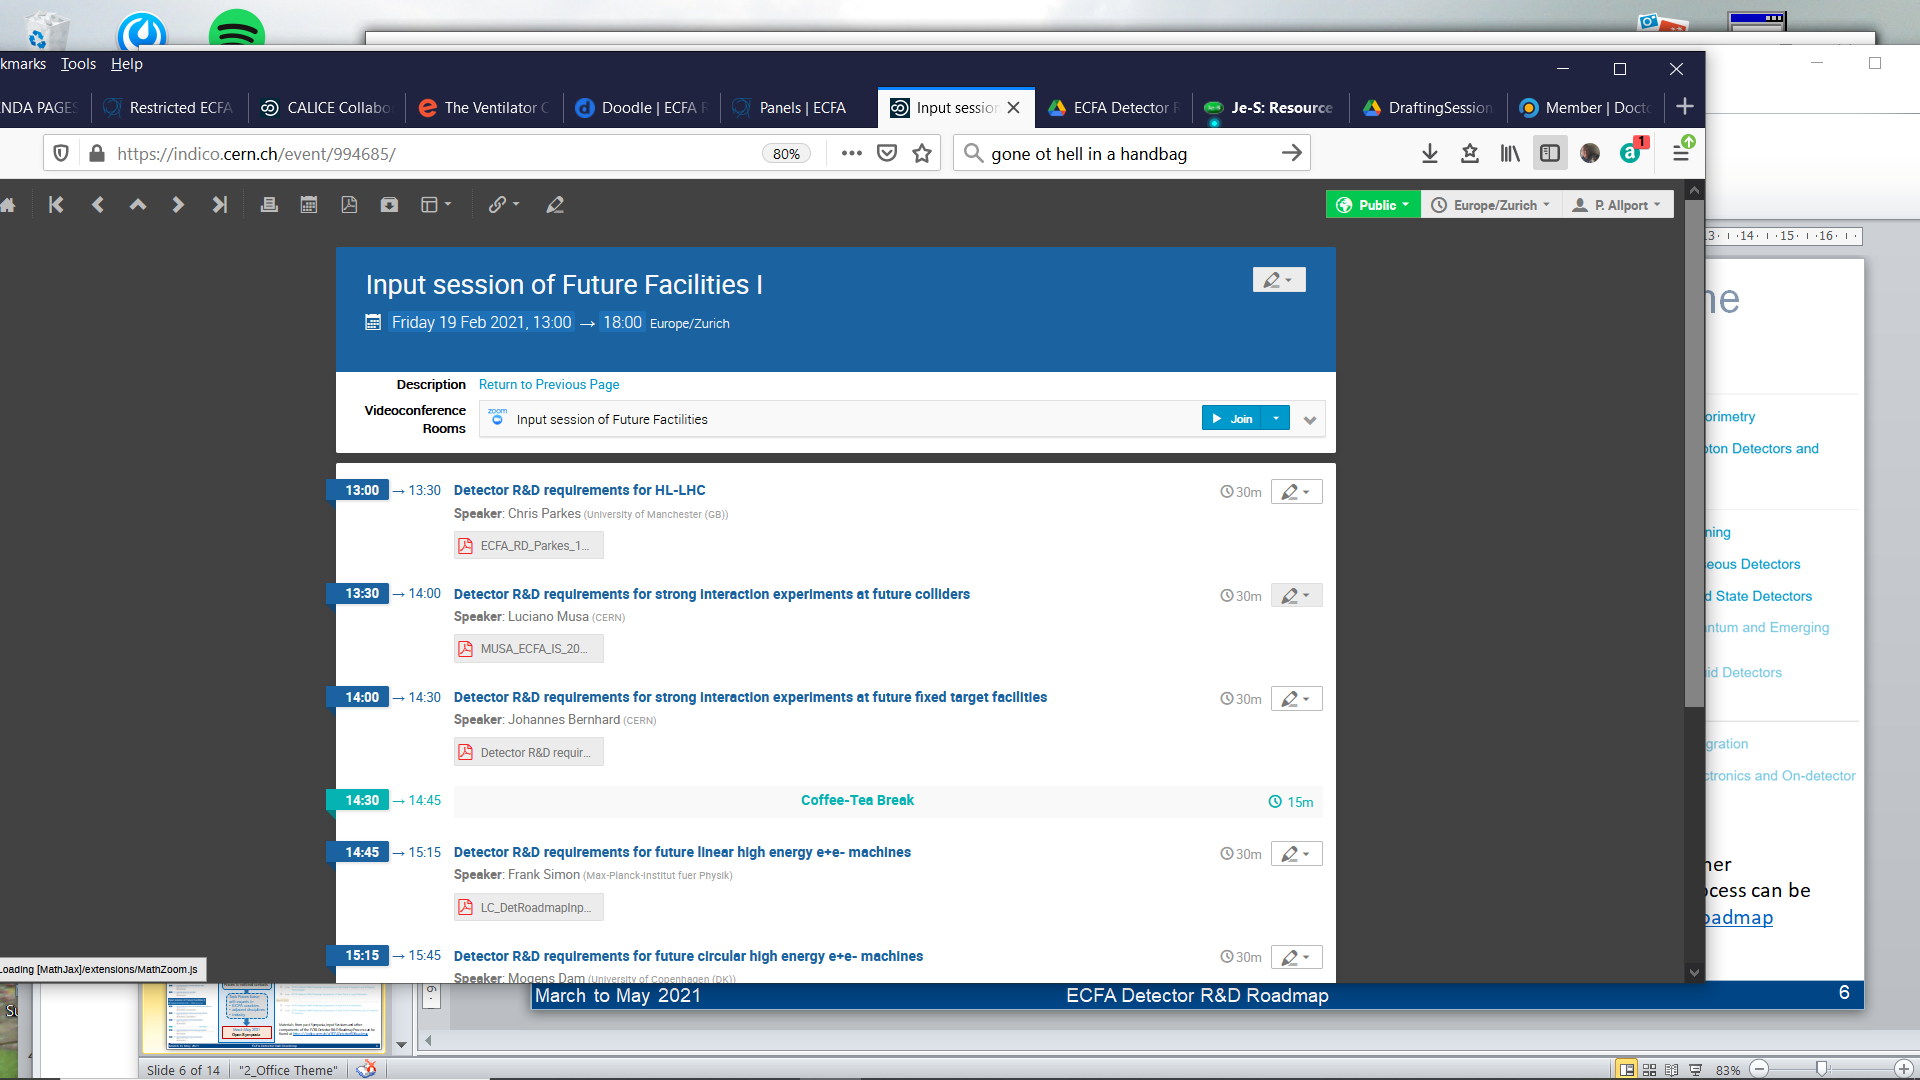 kmarks Tools Help
NDA PAGES
Restricted ECFA
CALICE Collabo
The Ventilator C
Doodle | ECFA R
Panels | ECFA
Input session
ECFA Detector R
Je-S: Resource
DraftingSession
Member | Docto
https://indico.cern.ch/event/994685/
80%
gone ot hell in a handbag
1
Public
Europe/Zurich
P. Allport
Input session of Future Facilities I
Friday 19 Feb 2021, 13:00 → 18:00 Europe/Zurich
Description Return to Previous Page
Videoconference Rooms
zoom
Input session of Future Factilities
Join
13:00 → 13:30 Detector R&D requirements for HL-LHC 30m
Speaker: Chris Parkes (University of Manchester (GB))
ECFA_RD_Parkes_1...
13:30 → 14:00 Detector R&D requirements for strong interaction experiments at future colliders 30m
Speaker: Luciano Musa (CERN)
MUSA_ECFA_IS_20...
14:00 → 14:30 Detector R&D requirements for strong interaction experiments at future fixed target facilities 30m
Speaker: Johannes Bernhard (CERN)
Detector R&D requir...
14:30 → 14:45 Coffee-Tea Break 15m
14:45 → 15:15 Detector R&D requirements for future linear high energy e+e- machines 30m
Speaker: Frank Simon (Max-Planck-Institut fuer Physik)
LC_DetRoadmapInp...
15:15 → 15:45 Detector R&D requirements for future circular high energy e+e- machines 30m
Speaker: Mogens Dam (University of Copenhagen (DK))
Loading [MathJax]/extensions/MathZoom.js
13 · 14 · 15 · 16
ne
orimetry
oton Detectors and
ning
eous Detectors
d State Detectors
ntum and Emerging
id Detectors
gration
ctronics and On-detector
her
ocess can be
oadmap
March to May 2021
ECFA Detector R&D Roadmap
6
Slide 6 of 14
"2_Office Theme"
83%